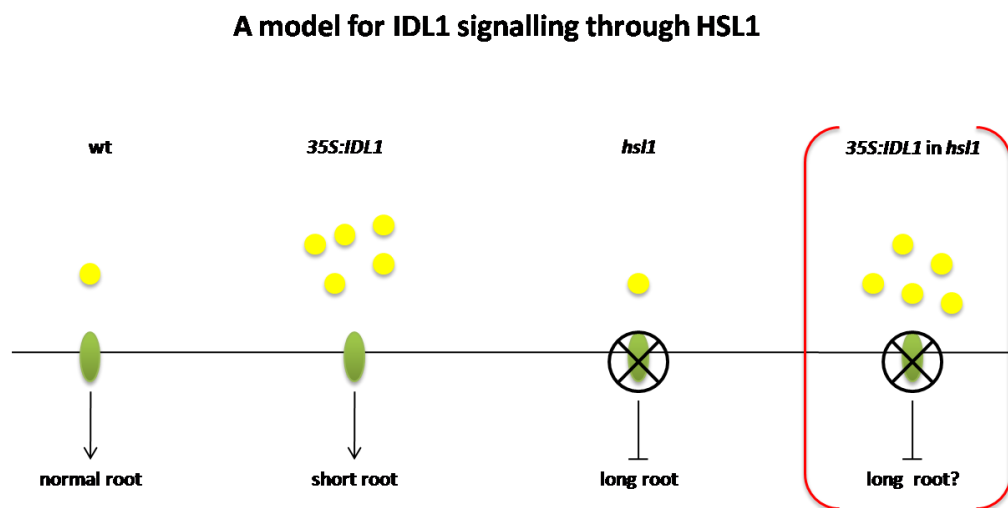 A model for IDL1 signalling through HSL1
wt
35S:IDL1
hsl1
35S:IDL1 in hsl1
normal root
short root
long root
long root?